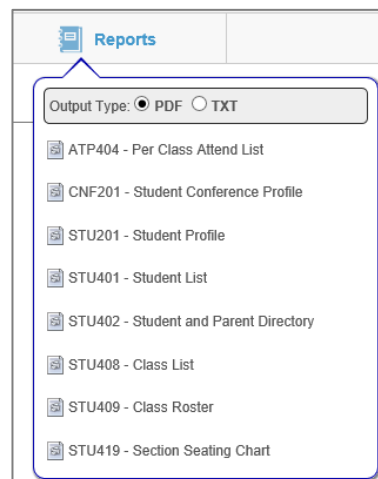 Reports
Output Type: PDF TXT
ATP404 - Per Class Attend List
CNF201 - Student Conference Profile
STU201 - Student Profile
STU401 - Student List
STU402 - Student and Parent Directory
STU408 - Class List
STU409 - Class Roster
STU419 - Section Seating Chart